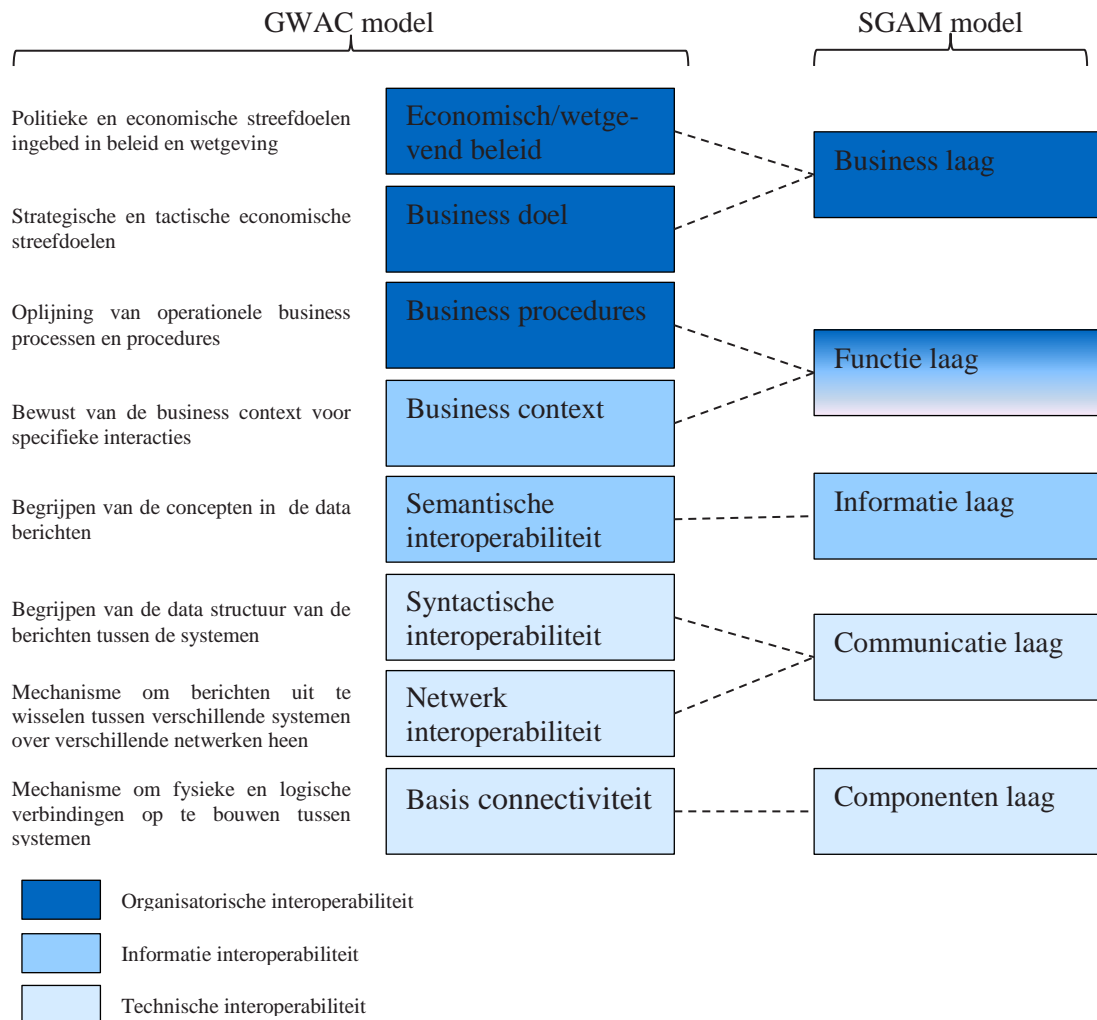 GWAC model
SGAM model
Politieke en economische streefdoelen
ingebed in beleid en wetgeving
Economisch/wetge-
vend beleid
Business laag
Strategische en tactische economische
streefdoelen
Business doel
Oplijning van operationele business
processen en procedures
Business procedures
Functie laag
Bewust van de business context voor
specifieke interacties
Business context
Begrijpen van de concepten in de data
berichten
Semantische
interoperabiliteit
Informatie laag
Begrijpen van de data structuur van de
berichten tussen de systemen
Syntactische
interoperabiliteit
Communicatie laag
Mechanisme om berichten uit te
wisselen tussen verschillende systemen
over verschillende netwerken heen
Netwerk
interoperabiliteit
Mechanisme om fysieke en logische
verbindingen op te bouwen tussen
systemen
Basis connectiviteit
Componenten laag
Organisatorische interoperabiliteit
Informatie interoperabiliteit
Technische interoperabiliteit